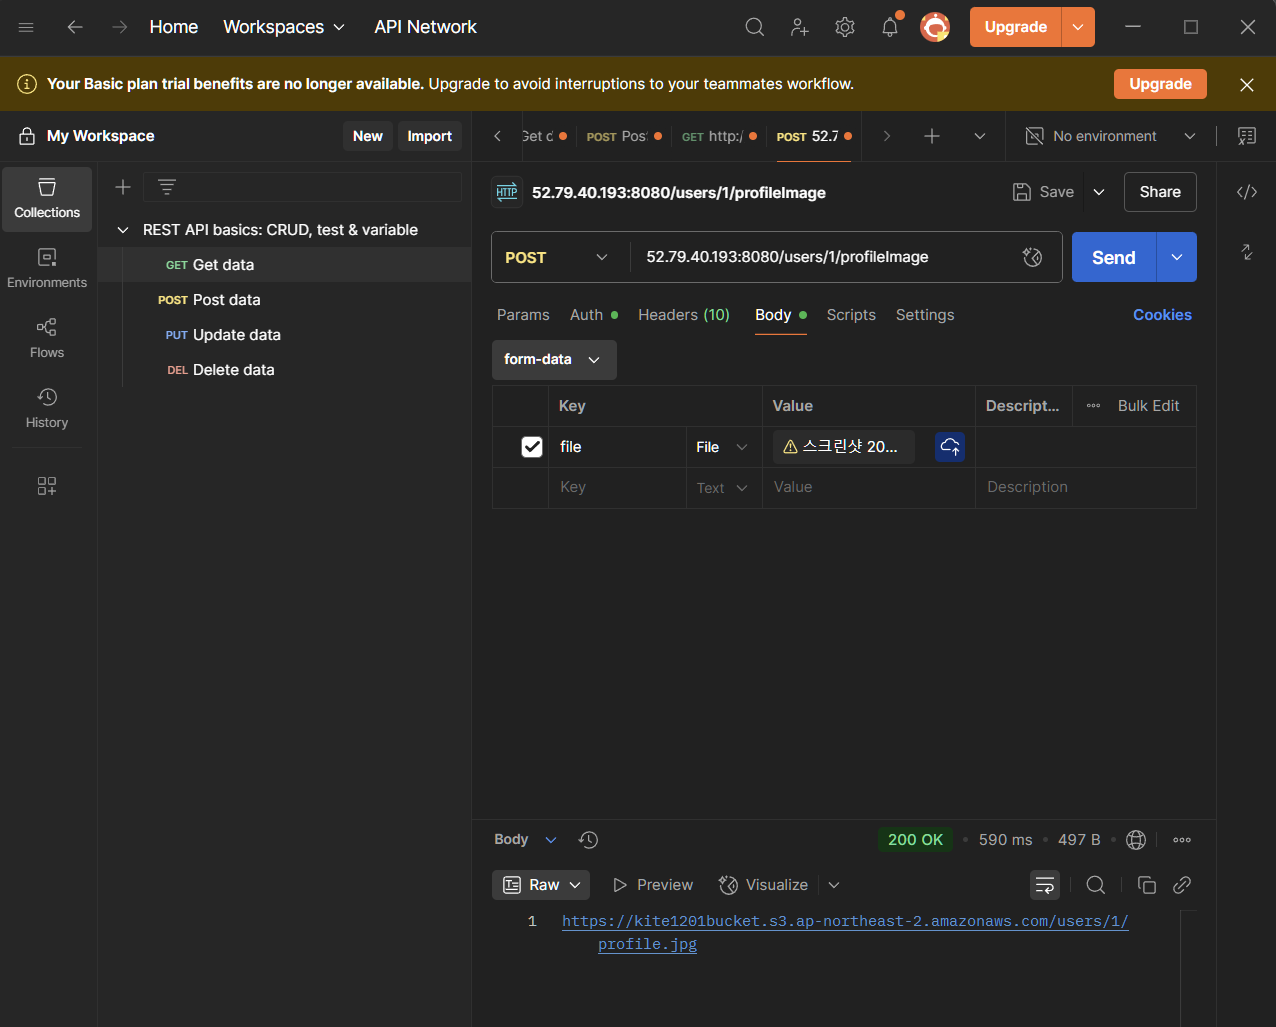 Home Workspaces API Network Upgrade
Your Basic plan trial benefits are no longer available. Upgrade to avoid interruptions to your teammates workflow. Upgrade
My Workspace New Import
Get d POST Pos GET http:/ POST 52.7 No environment
Collections
Environments
Flows
History
REST API basics: CRUD, test & variable
GET Get data
POST Post data
PUT Update data
DEL Delete data
HTTP 52.79.40.193:8080/users/1/profileImage Save Share
POST 52.79.40.193:8080/users/1/profileImage Send
Params Auth Headers (10) Body Scripts Settings Cookies
form-data
Key Value Descript... Bulk Edit
file File 스크린샷 20...
Key Text Value Description
Body 200 OK 590 ms 497 B
Raw Preview Visualize
1 https://kite1201bucket.s3.ap-northeast-2.amazonaws.com/users/1/
profile.jpg